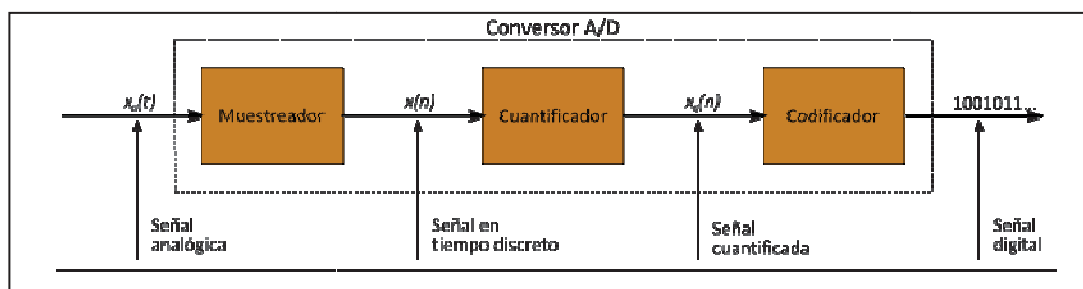 Conversor A/D
xa(t)
Muestreador
x(n)
Cuantificador
xq(n)
Codificador
1001011...
Señal
analógica
Señal en
tiempo discreto
Señal
cuantificada
Señal
digital